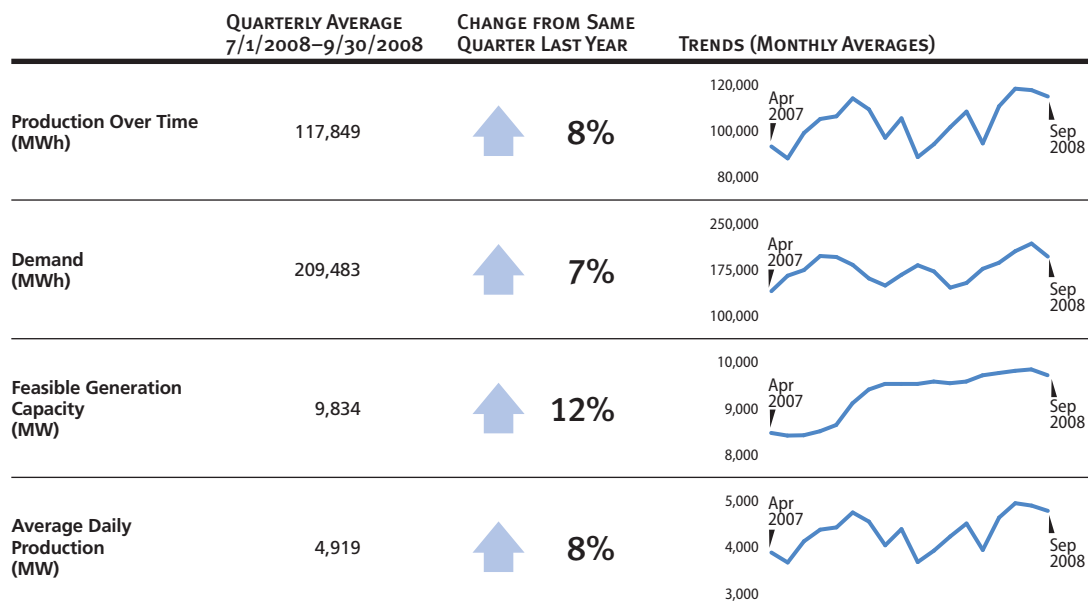 Quarterly Average
7/1/2008–9/30/2008
Change from Same
Quarter Last Year
Trends (Monthly Averages)
Production Over Time
(MWh)
117,849
8%
120,000
100,000
80,000
Apr
2007
Sep
2008
Demand
(MWh)
209,483
7%
250,000
175,000
100,000
Apr
2007
Sep
2008
Feasible Generation
Capacity
(MW)
9,834
12%
10,000
9,000
8,000
Apr
2007
Sep
2008
Average Daily
Production
(MW)
4,919
8%
5,000
4,000
3,000
Apr
2007
Sep
2008